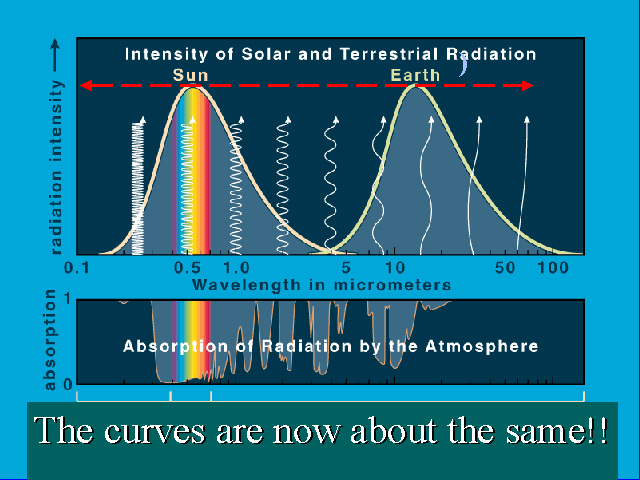 Intensity of Solar and Terrestrial Radiation
Sun
Earth
radiation intensity
0.1 0.5 1.0 5 10 50 100
Wavelength in micrometers
absorption
1
Absorption of Radiation by the Atmosphere
0
The curves are now about the same!!